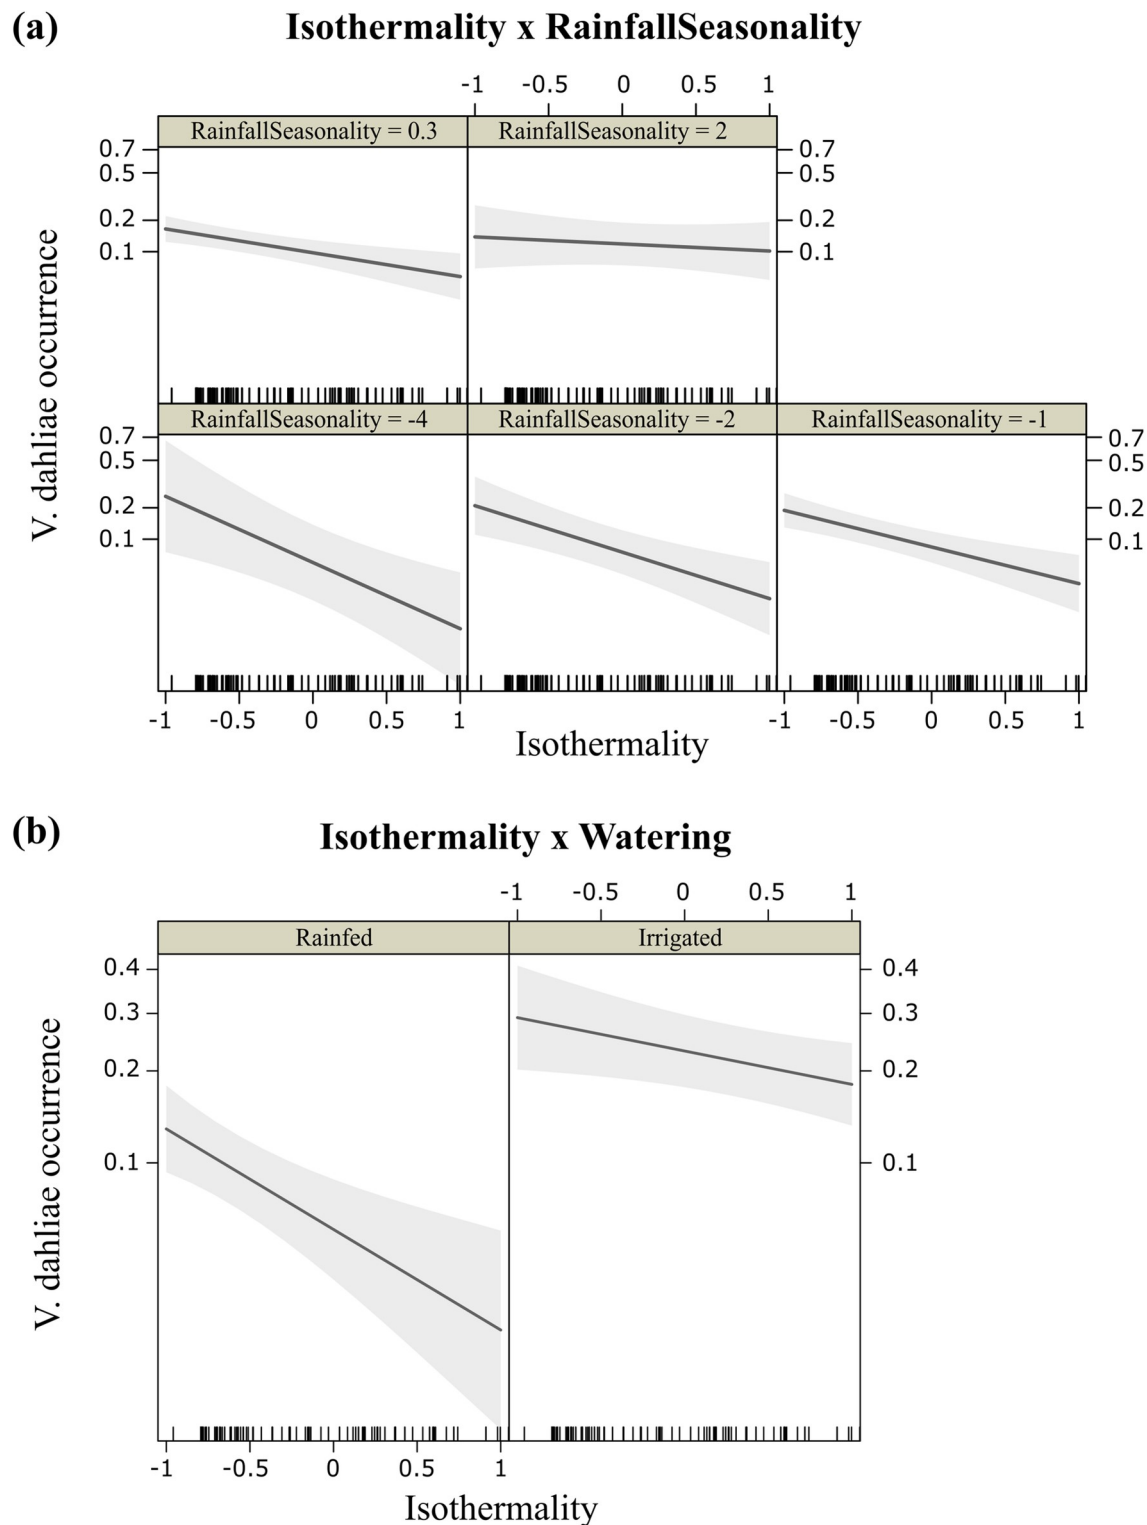 (a) Isothermality x RainfallSeasonality
-1 -0.5 0 0.5 1
RainfallSeasonality = 0.3 RainfallSeasonality = 2
0.7 0.7
0.5 0.5
0.2 0.2
0.1 0.1
V. dahliae occurrence
RainfallSeasonality = -4 RainfallSeasonality = -2 RainfallSeasonality = -1
0.7 0.7
0.5 0.5
0.2 0.2
0.1 0.1
-1 -0.5 0 0.5 1 -1 -0.5 0 0.5 1
Isothermality
(b) Isothermality x Watering
-1 -0.5 0 0.5 1
Rainfed Irrigated
0.4 0.4
0.3 0.3
0.2 0.2
0.1 0.1
V. dahliae occurrence
-1 -0.5 0 0.5 1
Isothermality